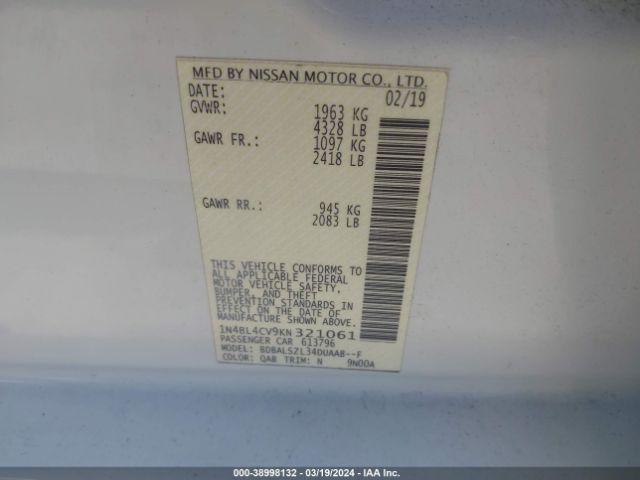 MFD BY NISSAN MOTOR CO., LTD.
DATE: 02/19
GVWR: 1963 KG
4328 LB
GAWR FR.: 1097 KG
2418 LB
GAWR RR.: 945 KG
2083 LB
THIS VEHICLE CONFORMS TO
ALL APPLICABLE FEDERAL
MOTOR VEHICLE SAFETY,
BUMPER, AND THEFT
PREVENTION STANDARDS IN
EFFECT ON THE DATE OF
MANUFACTURE SHOWN ABOVE.
1N4BL4CV9KN321061
PASSENGER CAR 613796
MODEL: BDBALSZL34DUAAB--F
COLOR: QAB TRIM: N 9N00A
000-38998132 - 03/19/2024 - IAA